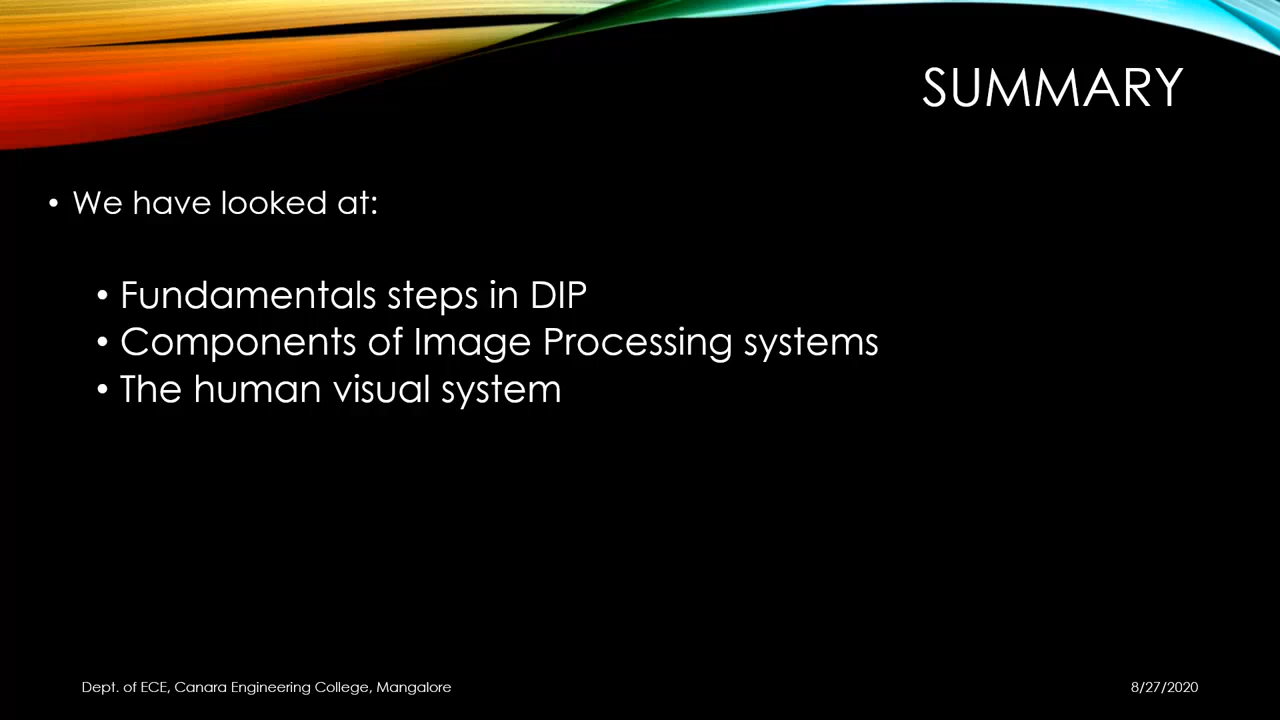 SUMMARY
• We have looked at:
• Fundamentals steps in DIP
• Components of Image Processing systems
• The human visual system
Dept. of ECE, Canara Engineering College, Mangalore
8/27/2020